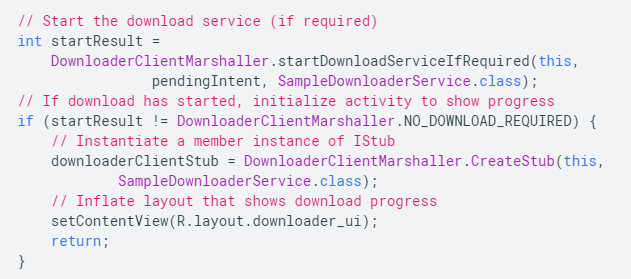 // Start the download service (if required)
int startResult =
    DownloaderClientMarshaller.startDownloadServiceIfRequired(this,
                pendingIntent, SampleDownloaderService.class);
// If download has started, initialize activity to show progress
if (startResult != DownloaderClientMarshaller.NO_DOWNLOAD_REQUIRED) {
    // Instantiate a member instance of IStub
    downloaderClientStub = DownloaderClientMarshaller.CreateStub(this,
            SampleDownloaderService.class);
    // Inflate layout that shows download progress
    setContentView(R.layout.downloader_ui);
    return;
}